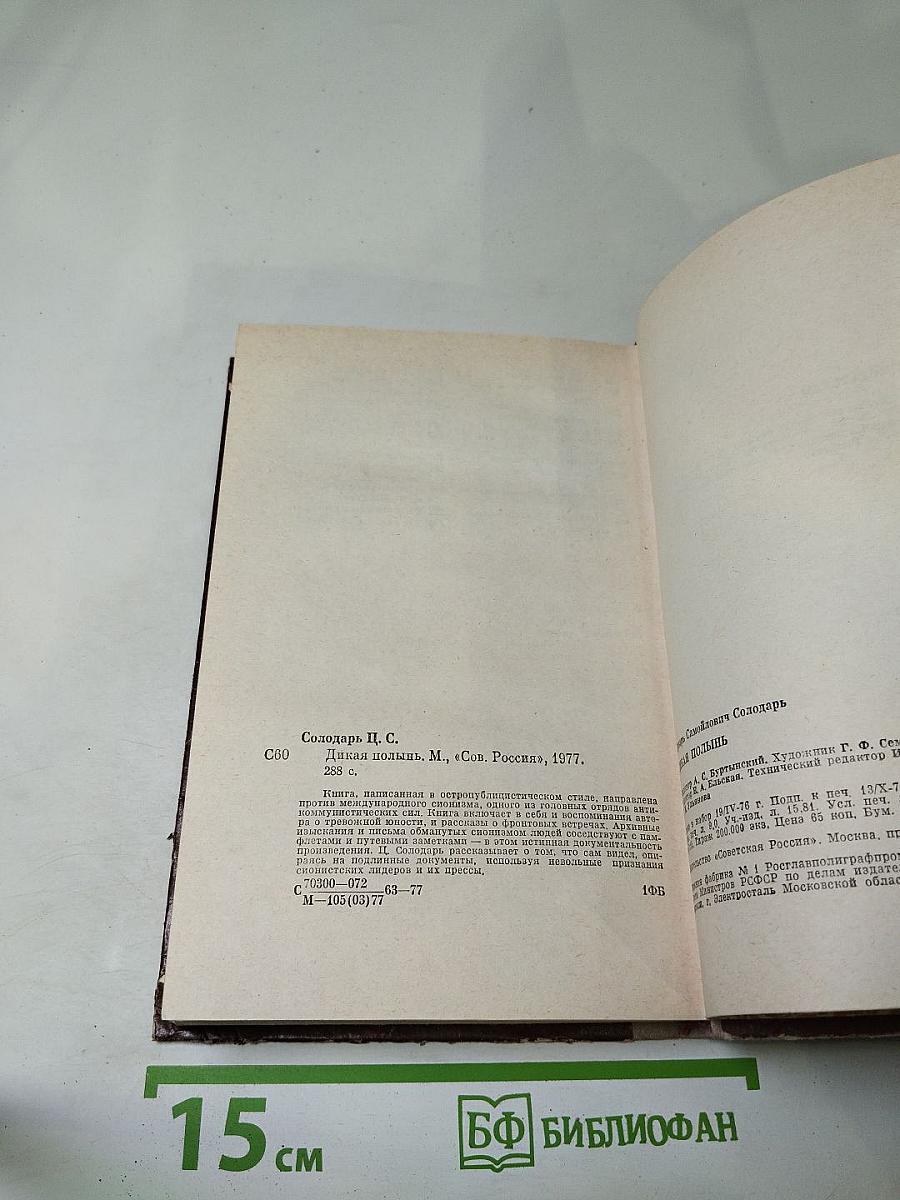 Солодарь Ц. С.
С60 Дикая полынь. М., «Сов. Россия», 1977.
288 с.
Книга, написанная в остропублицистическом стиле, направлена
против международного сионизма, одного из головных отрядов анти-
коммунистических сил. Книга включает в себя и воспоминания авто-
ра о тревожной юности, и рассказы о фронтовых встречах. Архивные
изыскания и письма обманутых сионизмом людей соседствуют с пам-
флетами и путевыми заметками — в этом истинная документальность
произведения. Ц. Солодарь рассказывает о том, что сам видел, опи-
раясь на подлинные документы, используя невольные признания
сионистских лидеров и их прессы.
С 70300—072 63—77
М—105(03)77
1ФБ
Самойлович Солодарь
ПОЛЫНЬ
А. С. Буртынский. Художник Г. Ф. Сем
Я. А. Ельская. Технический редактор И
в набор 19/IV-76 г. Подп. к печ. 13/X-7
л. 9,0. Уч.-изд. л. 15,81. Усл. печ.
Тираж 200.000 экз. Цена 65 коп. Бум.
«Советская Россия». Москва, пр
фабрика № 1 Росглавполиграфпром
Министров РСФСР по делам издател
г. Электросталь Московской облас
15 см
БФ БИБЛИОФАН